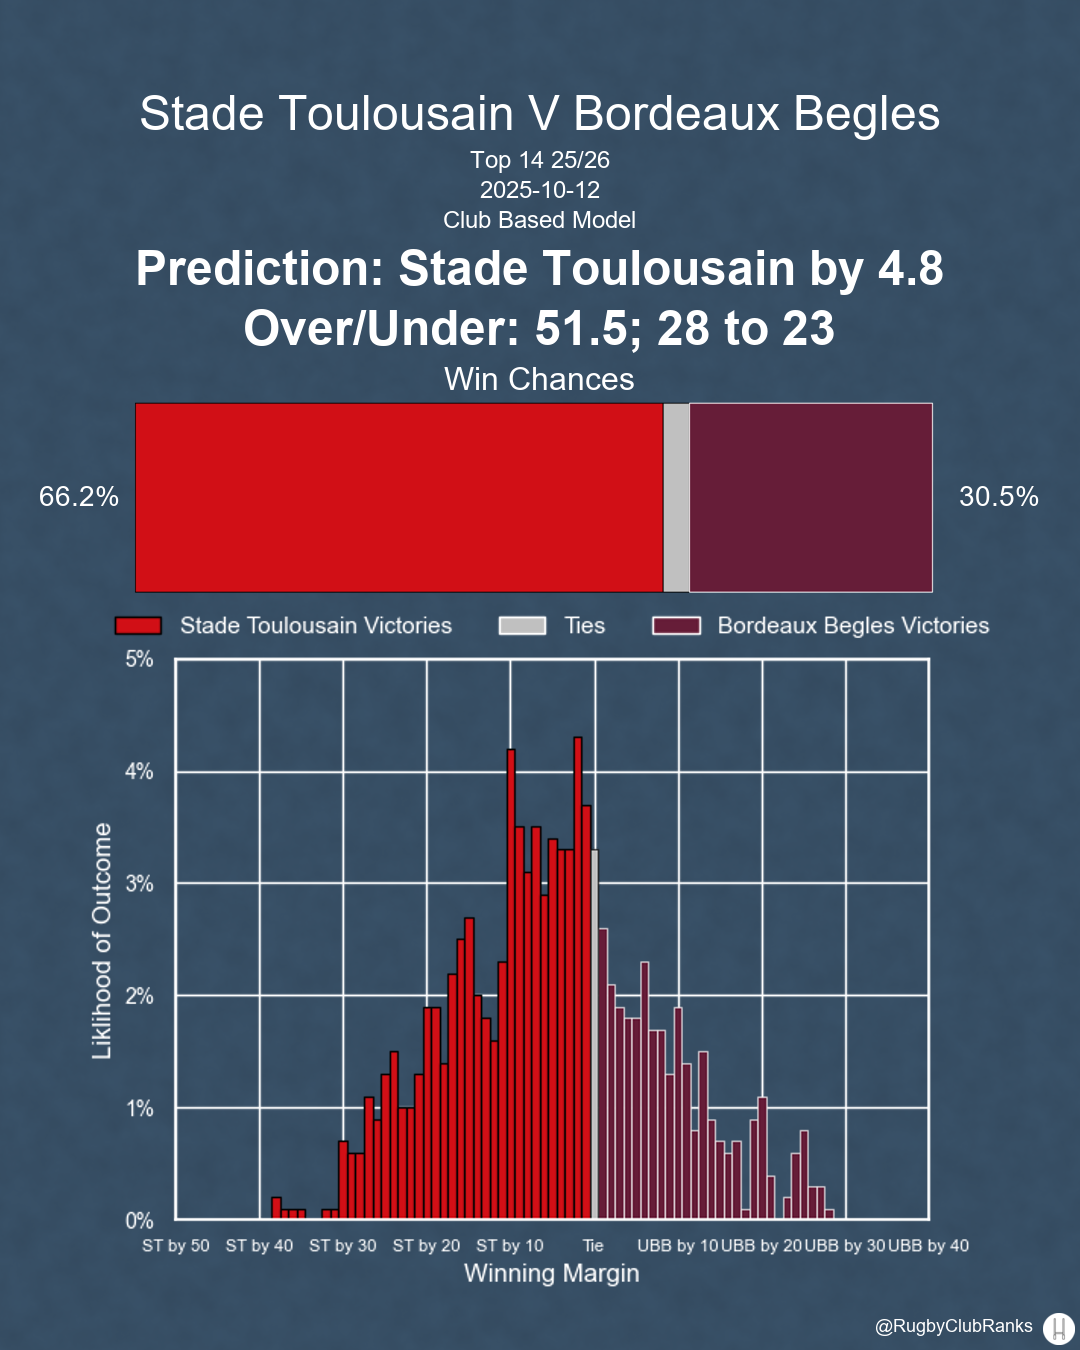 Stade Toulousain V Bordeaux Begles
Top 14 25/26
2025-10-12
Club Based Model
Prediction: Stade Toulousain by 4.8
Over/Under: 51.5; 28 to 23
Win Chances
66.2%
30.5%
Stade Toulousain Victories
Ties
Bordeaux Begles Victories
5%
4%
3%
2%
1%
0%
Liklihood of Outcome
ST by 50
ST by 40
ST by 30
ST by 20
ST by 10
Tie
UBB by 10
UBB by 20
UBB by 30
UBB by 40
Winning Margin
@RugbyClubRanks